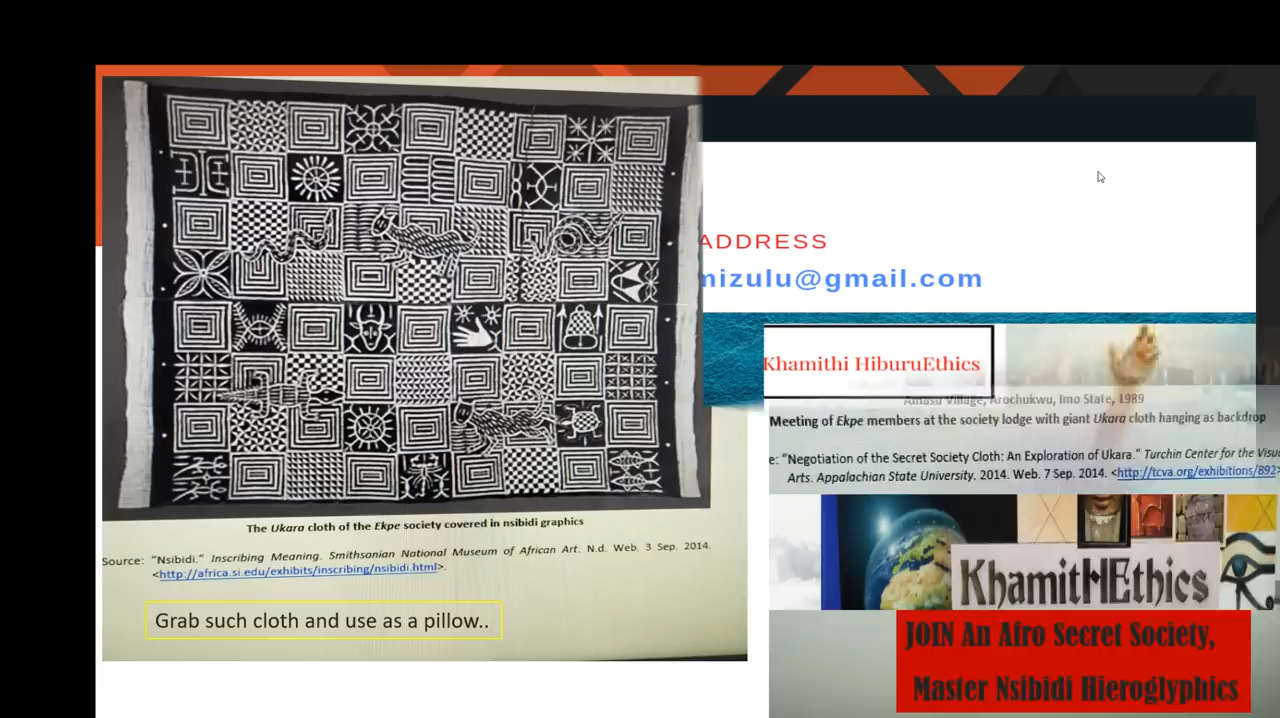 The Ukara cloth of the Ekpe society covered in nsibidi graphics
Source: "Nsibidi." Inscribing Meaning. Smithsonian National Museum of African Art. N.d. Web. 3 Sep. 2014.
<http://africa.si.edu/exhibits/inscribing/nsibidi.html>.
Grab such cloth and use as a pillow..
ADDRESS
mizulu@gmail.com
Khamithi HiburuEthics
Amasu Village, Arochukwu, Imo State, 1989
Meeting of Ekpe members at the society lodge with giant Ukara cloth hanging as backdrop
e: "Negotiation of the Secret Society Cloth: An Exploration of Ukara." Turchin Center for the Visu
Arts. Appalachian State University. 2014. Web. 7 Sep. 2014. <http://tcva.org/exhibitions/892>
KhamitHEthics
JOIN An Afro Secret Society,
Master Nsibidi Hieroglyphics